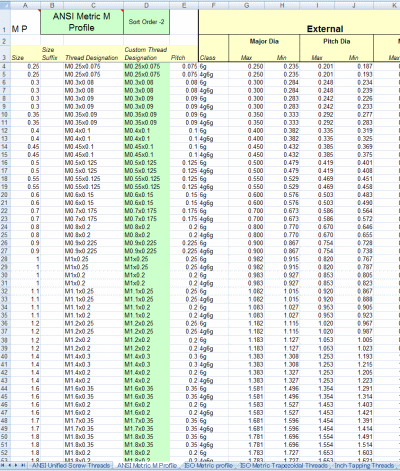 A B C D E F G H I J K
1 M P ANSI Metric M Profile Sort Order -2 External
Major Dia Pitch Dia
3 Size Size Suffix Thread Designation Custom Thread Designation Pitch Class Max Min Max Min
4 0.25 M0.25x0.075 M0.25x0.075 0.075 6g 0.250 0.235 0.201 0.187
5 0.25 M0.25x0.075 M0.25x0.075 0.075 4g6g 0.250 0.235 0.201 0.193
6 0.3 M0.3x0.08 M0.3x0.08 0.08 6g 0.300 0.284 0.248 0.234
7 0.3 M0.3x0.08 M0.3x0.08 0.08 4g6g 0.300 0.284 0.248 0.239
8 0.3 M0.3x0.09 M0.3x0.09 0.09 6g 0.300 0.283 0.242 0.226
9 0.3 M0.3x0.09 M0.3x0.09 0.09 4g6g 0.300 0.283 0.242 0.233
10 0.35 M0.35x0.09 M0.35x0.09 0.09 6g 0.350 0.333 0.292 0.277
11 0.35 M0.35x0.09 M0.35x0.09 0.09 4g6g 0.350 0.333 0.292 0.283
12 0.4 M0.4x0.1 M0.4x0.1 0.1 6g 0.400 0.382 0.335 0.319
13 0.4 M0.4x0.1 M0.4x0.1 0.1 4g6g 0.400 0.382 0.335 0.325
14 0.45 M0.45x0.1 M0.45x0.1 0.1 6g 0.450 0.432 0.385 0.369
15 0.45 M0.45x0.1 M0.45x0.1 0.1 4g6g 0.450 0.432 0.385 0.375
16 0.5 M0.5x0.125 M0.5x0.125 0.125 6g 0.500 0.479 0.419 0.401
17 0.5 M0.5x0.125 M0.5x0.125 0.125 4g6g 0.500 0.479 0.419 0.408
18 0.55 M0.55x0.125 M0.55x0.125 0.125 6g 0.550 0.529 0.469 0.451
19 0.55 M0.55x0.125 M0.55x0.125 0.125 4g6g 0.550 0.529 0.469 0.458
20 0.6 M0.6x0.15 M0.6x0.15 0.15 6g 0.600 0.576 0.503 0.483
21 0.6 M0.6x0.15 M0.6x0.15 0.15 4g6g 0.600 0.576 0.503 0.490
22 0.7 M0.7x0.175 M0.7x0.175 0.175 6g 0.700 0.673 0.586 0.564
23 0.7 M0.7x0.175 M0.7x0.175 0.175 4g6g 0.700 0.673 0.586 0.572
24 0.8 M0.8x0.2 M0.8x0.2 0.2 6g 0.800 0.770 0.670 0.646
25 0.8 M0.8x0.2 M0.8x0.2 0.2 4g6g 0.800 0.770 0.670 0.655
26 0.9 M0.9x0.225 M0.9x0.225 0.225 6g 0.900 0.867 0.754 0.728
27 0.9 M0.9x0.225 M0.9x0.225 0.225 4g6g 0.900 0.867 0.754 0.738
28 1 M1x0.25 M1x0.25 0.25 6g 0.982 0.915 0.820 0.767
29 1 M1x0.25 M1x0.25 0.25 4g6g 0.982 0.915 0.820 0.787
30 1 M1x0.2 M1x0.2 0.2 6g 0.983 0.927 0.853 0.805
31 1 M1x0.2 M1x0.2 0.2 4g6g 0.983 0.927 0.853 0.823
32 1.1 M1.1x0.25 M1.1x0.25 0.25 6g 1.082 1.015 0.920 0.867
33 1.1 M1.1x0.25 M1.1x0.25 0.25 4g6g 1.082 1.015 0.920 0.888
34 1.1 M1.1x0.2 M1.1x0.2 0.2 6g 1.083 1.027 0.953 0.905
35 1.1 M1.1x0.2 M1.1x0.2 0.2 4g6g 1.083 1.027 0.953 0.923
36 1.2 M1.2x0.25 M1.2x0.25 0.25 6g 1.182 1.115 1.020 0.967
37 1.2 M1.2x0.25 M1.2x0.25 0.25 4g6g 1.182 1.115 1.020 0.987
38 1.2 M1.2x0.2 M1.2x0.2 0.2 6g 1.183 1.127 1.053 1.005
39 1.2 M1.2x0.2 M1.2x0.2 0.2 4g6g 1.183 1.127 1.053 1.023
40 1.4 M1.4x0.3 M1.4x0.3 0.3 1.308 1.193
41 1.4 M1.4x0.3 M1.4x0.3 0.3 1.215
42 1.4 M1.4x0.2 M1.4x0.2 0.2 6g 1.383 1.327 1.253 1.205
43 1.4 M1.4x0.2 M1.4x0.2 0.2 4g6g 1.383 1.327 1.253 1.223
44 1.6 M1.6x0.35 M1.6x0.35 0.35 6g 1.581 1.496 1.354 1.291
45 1.6 M1.6x0.35 M1.6x0.35 0.35 4g6g 1.581 1.496 1.354 1.314
46 1.6 M1.6x0.2 M1.6x0.2 0.2 6g 1.583 1.527 1.453 1.403
47 1.6 M1.6x0.2 M1.6x0.2 0.2 4g6g 1.583 1.527 1.453 1.421
48 1.7 M1.7x0.35 M1.7x0.35 0.35 6g 1.681 1.596 1.454 1.391
49 1.7 M1.7x0.35 M1.7x0.35 0.35 4g6g 1.681 1.596 1.454 1.414
50 1.8 M1.8x0.35 M1.8x0.35 0.35 6g 1.781 1.696 1.554 1.491
51 1.8 M1.8x0.35 M1.8x0.35 0.35 4g6g 1.781 1.696 1.554 1.514
52 1.8 M1.8x0.2 M1.8x0.2 0.2 6g 1.783 1.727 1.653 1.603
ANSI Unified Screw Threads ANSI Metric M Profile ISO Metric profile ISO Metric Trapezoidal Threads Inch Tapping Threads